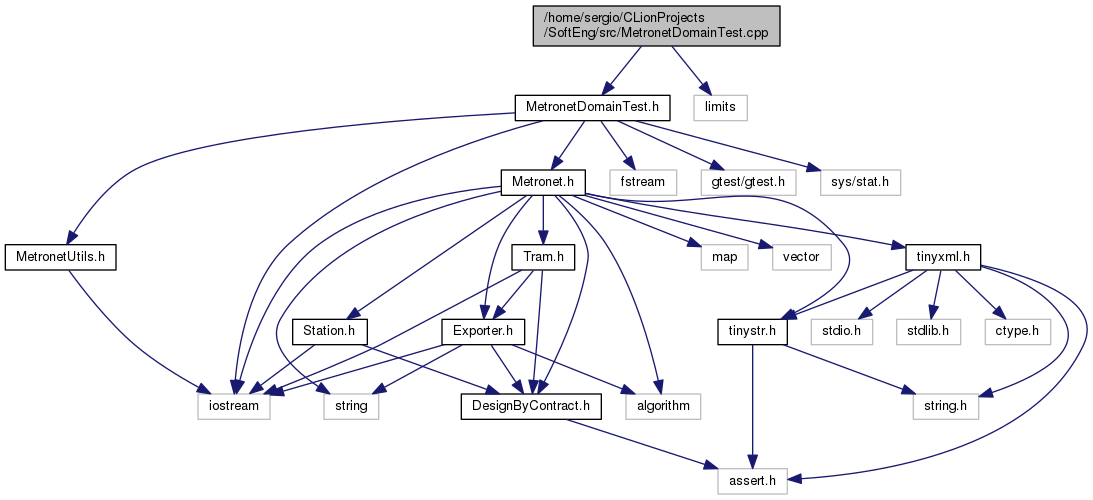 /home/sergio/CLionProjects
/SoftEng/src/MetronetDomainTest.cpp
MetronetDomainTest.h
limits
Metronet.h
fstream
gtest/gtest.h
sys/stat.h
MetronetUtils.h
Tram.h
map
vector
tinyxml.h
Station.h
Exporter.h
tinystr.h
stdio.h
stdlib.h
ctype.h
iostream
string
DesignByContract.h
algorithm
string.h
assert.h